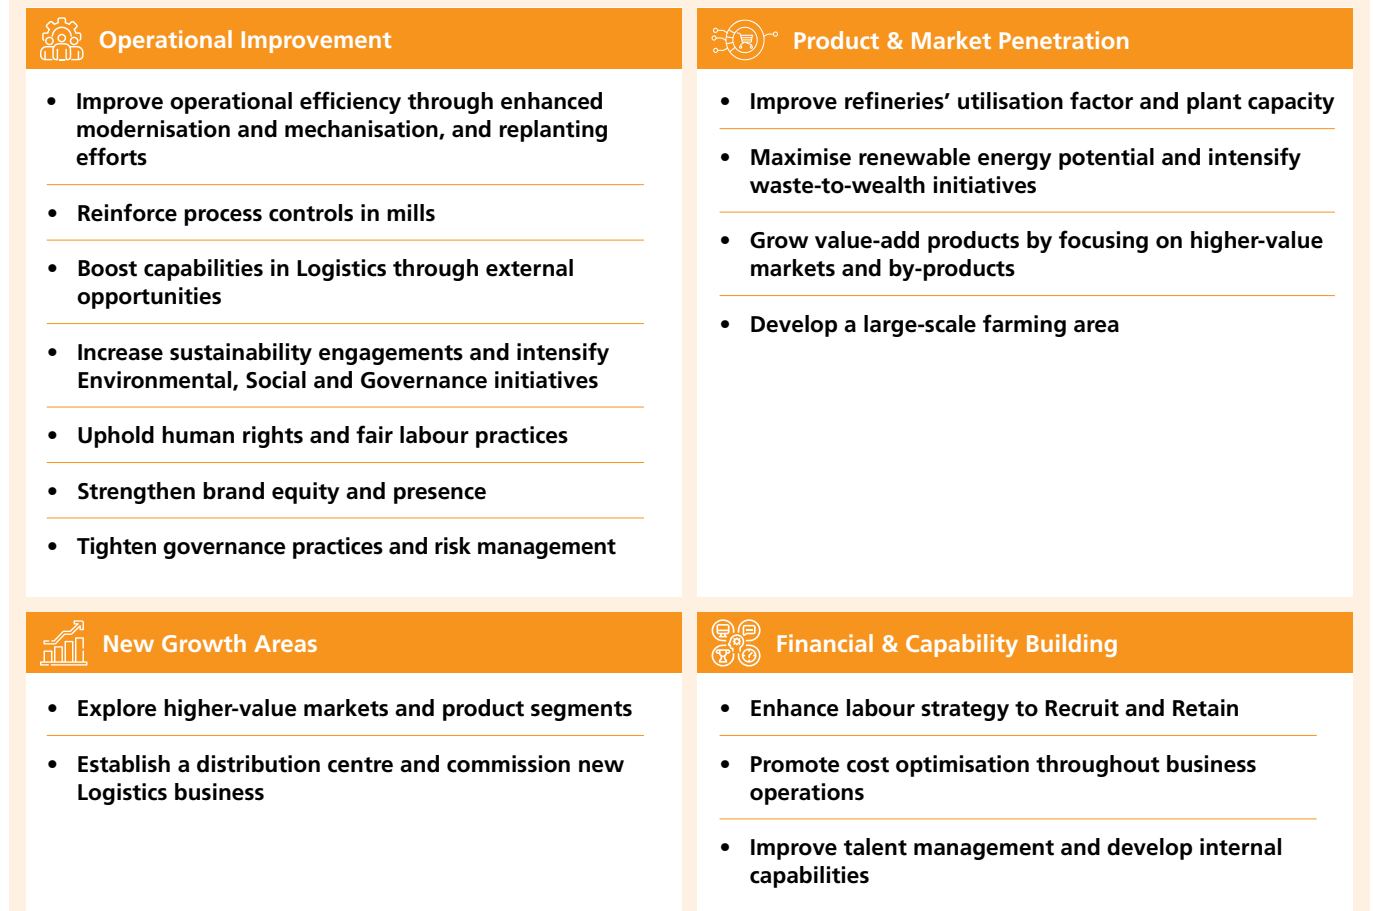 Operational Improvement
• Improve operational efficiency through enhanced
modernisation and mechanisation, and replanting
efforts
• Reinforce process controls in mills
• Boost capabilities in Logistics through external
opportunities
• Increase sustainability engagements and intensify
Environmental, Social and Governance initiatives
• Uphold human rights and fair labour practices
• Strengthen brand equity and presence
• Tighten governance practices and risk management
Product & Market Penetration
• Improve refineries’ utilisation factor and plant capacity
• Maximise renewable energy potential and intensify
waste-to-wealth initiatives
• Grow value-add products by focusing on higher-value
markets and by-products
• Develop a large-scale farming area
New Growth Areas
• Explore higher-value markets and product segments
• Establish a distribution centre and commission new
Logistics business
Financial & Capability Building
• Enhance labour strategy to Recruit and Retain
• Promote cost optimisation throughout business
operations
• Improve talent management and develop internal
capabilities